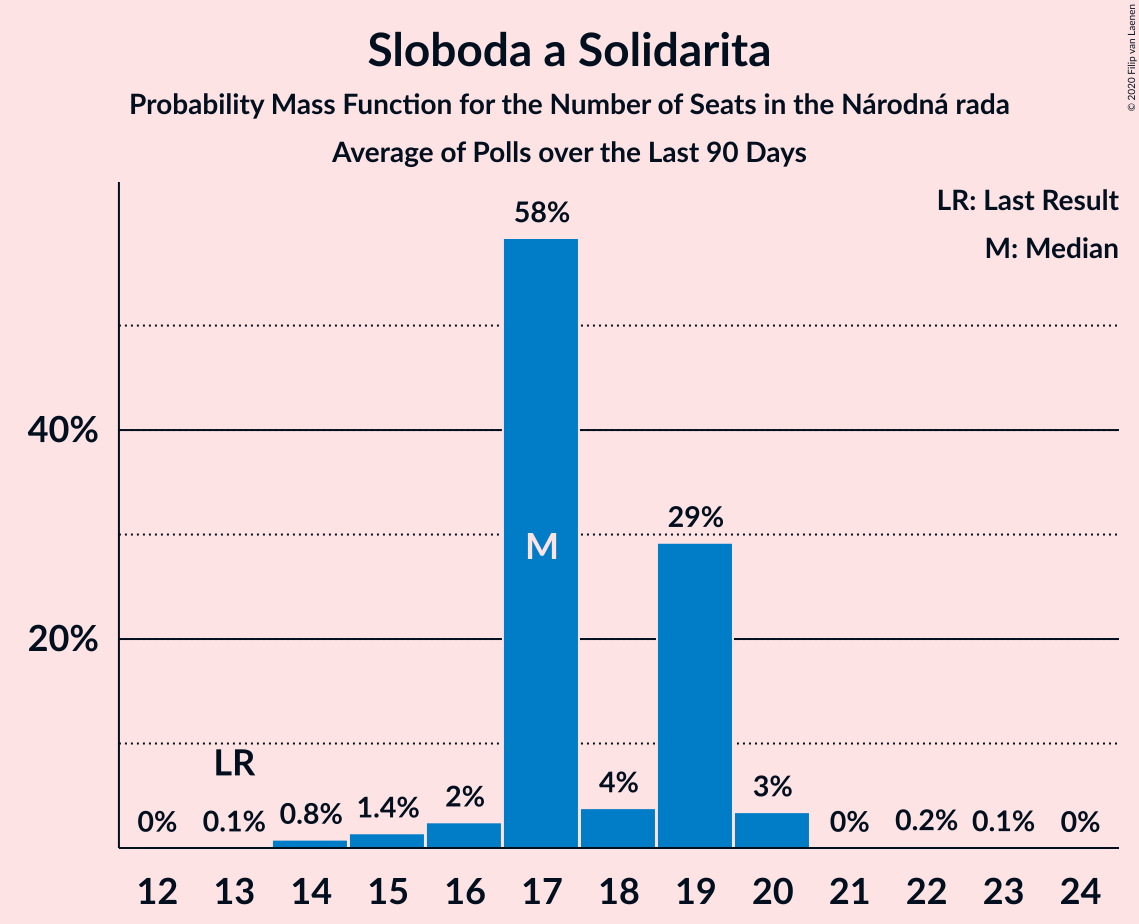 Sloboda a Solidarita
Probability Mass Function for the Number of Seats in the Národná rada
Average of Polls over the Last 90 Days
© 2020 Filip van Laenen
LR: Last Result
M: Median
58%
40%
29%
M
20%
LR
0%
0.1%
0.8%
1.4%
2%
4%
3%
0%
0.2%
0.1%
0%
12 13 14 15 16 17 18 19 20 21 22 23 24